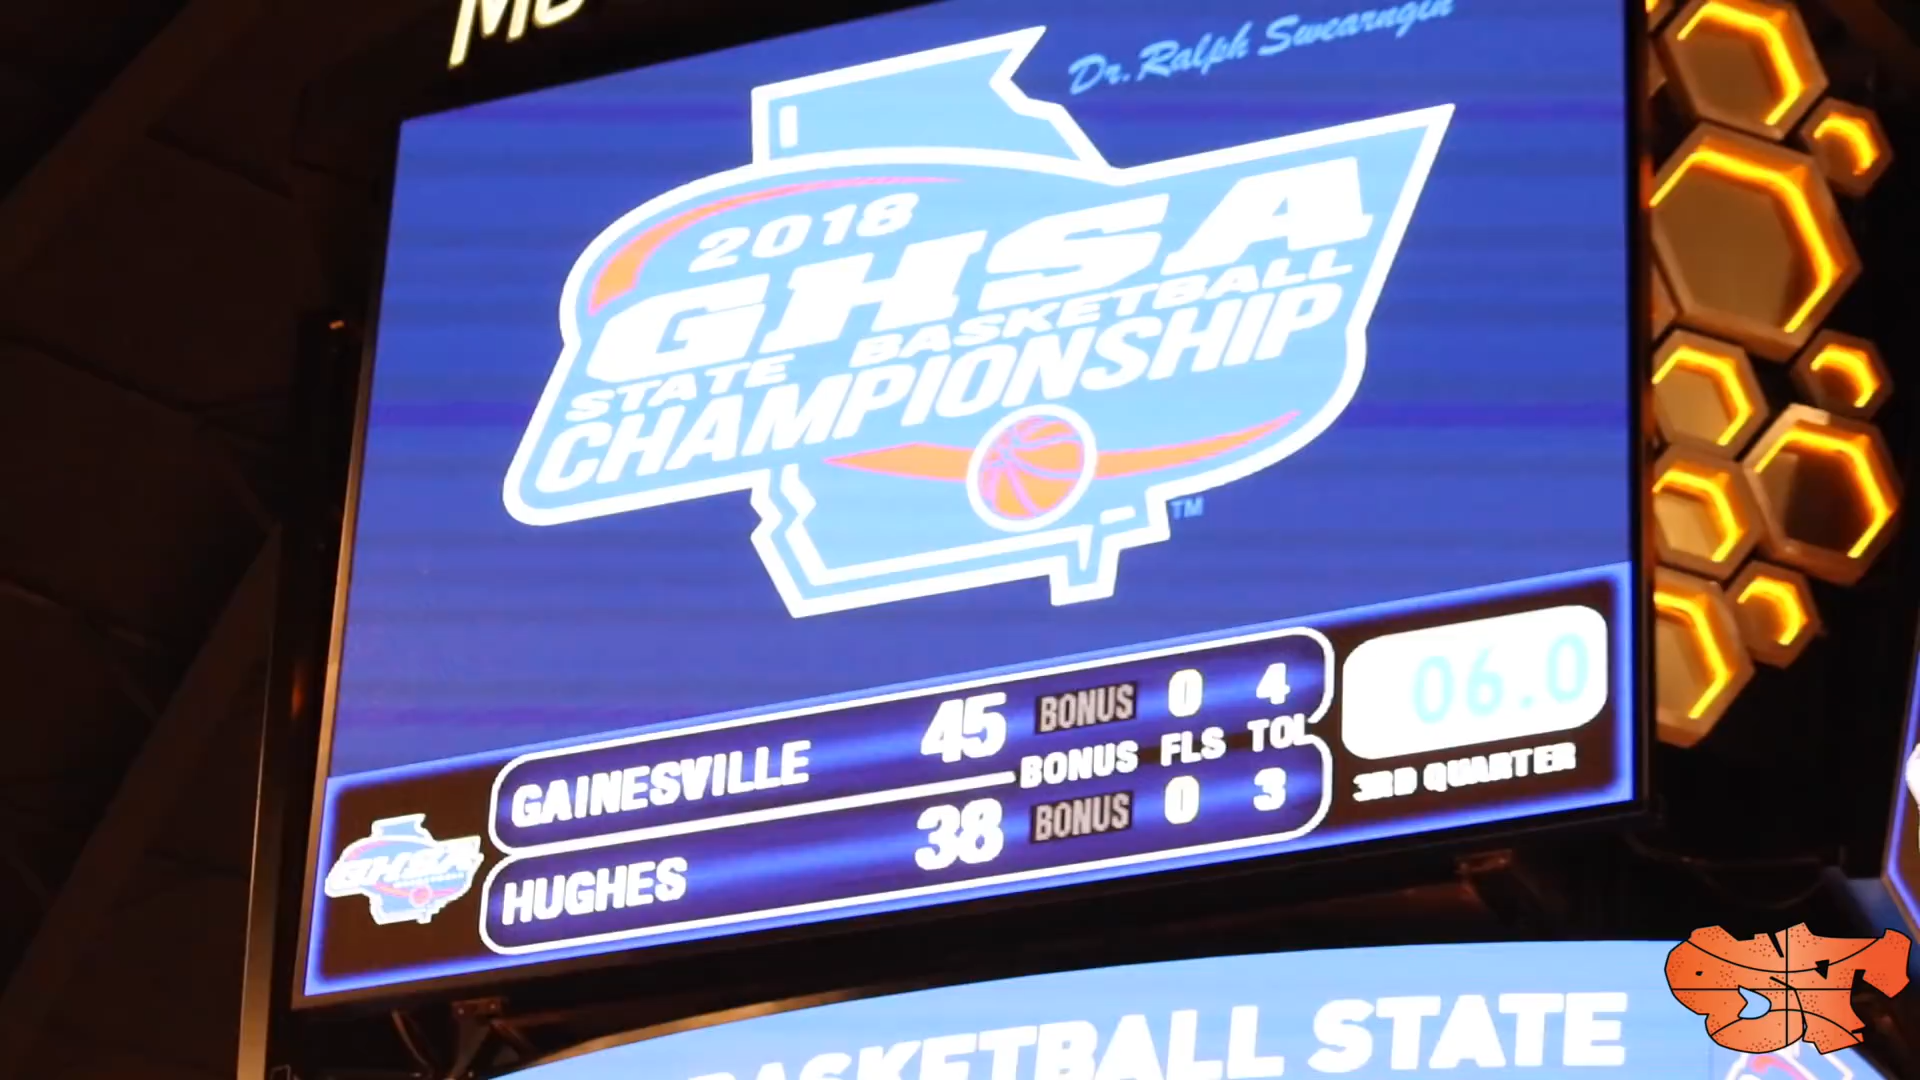 Dr. Ralph Swearngin
2018
GHSA
STATE BASKETBALL
CHAMPIONSHIP
TM
GAINESVILLE 45 BONUS 0 4
BONUS FLS TOL
HUGHES 38 BONUS 0 3
06.0
3RD QUARTER
GHSA
BASKETBALL STATE